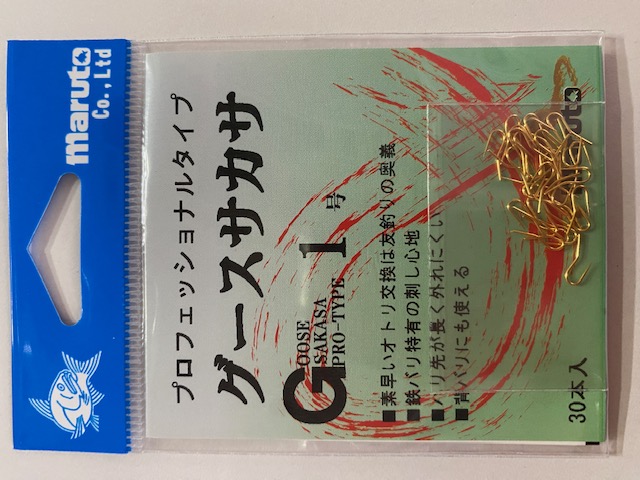 maruto
Co.,Ltd
プロフェッショナルタイプ
グースサカサ
GOOSE
SAKASA
PRO-TYPE
1号
■素早いオトリ交換は友釣りの奥義
■鉄バリ特有の刺し心地
■ハリ先が長く外れにくい
■背バリにも使える
30本入
maruto